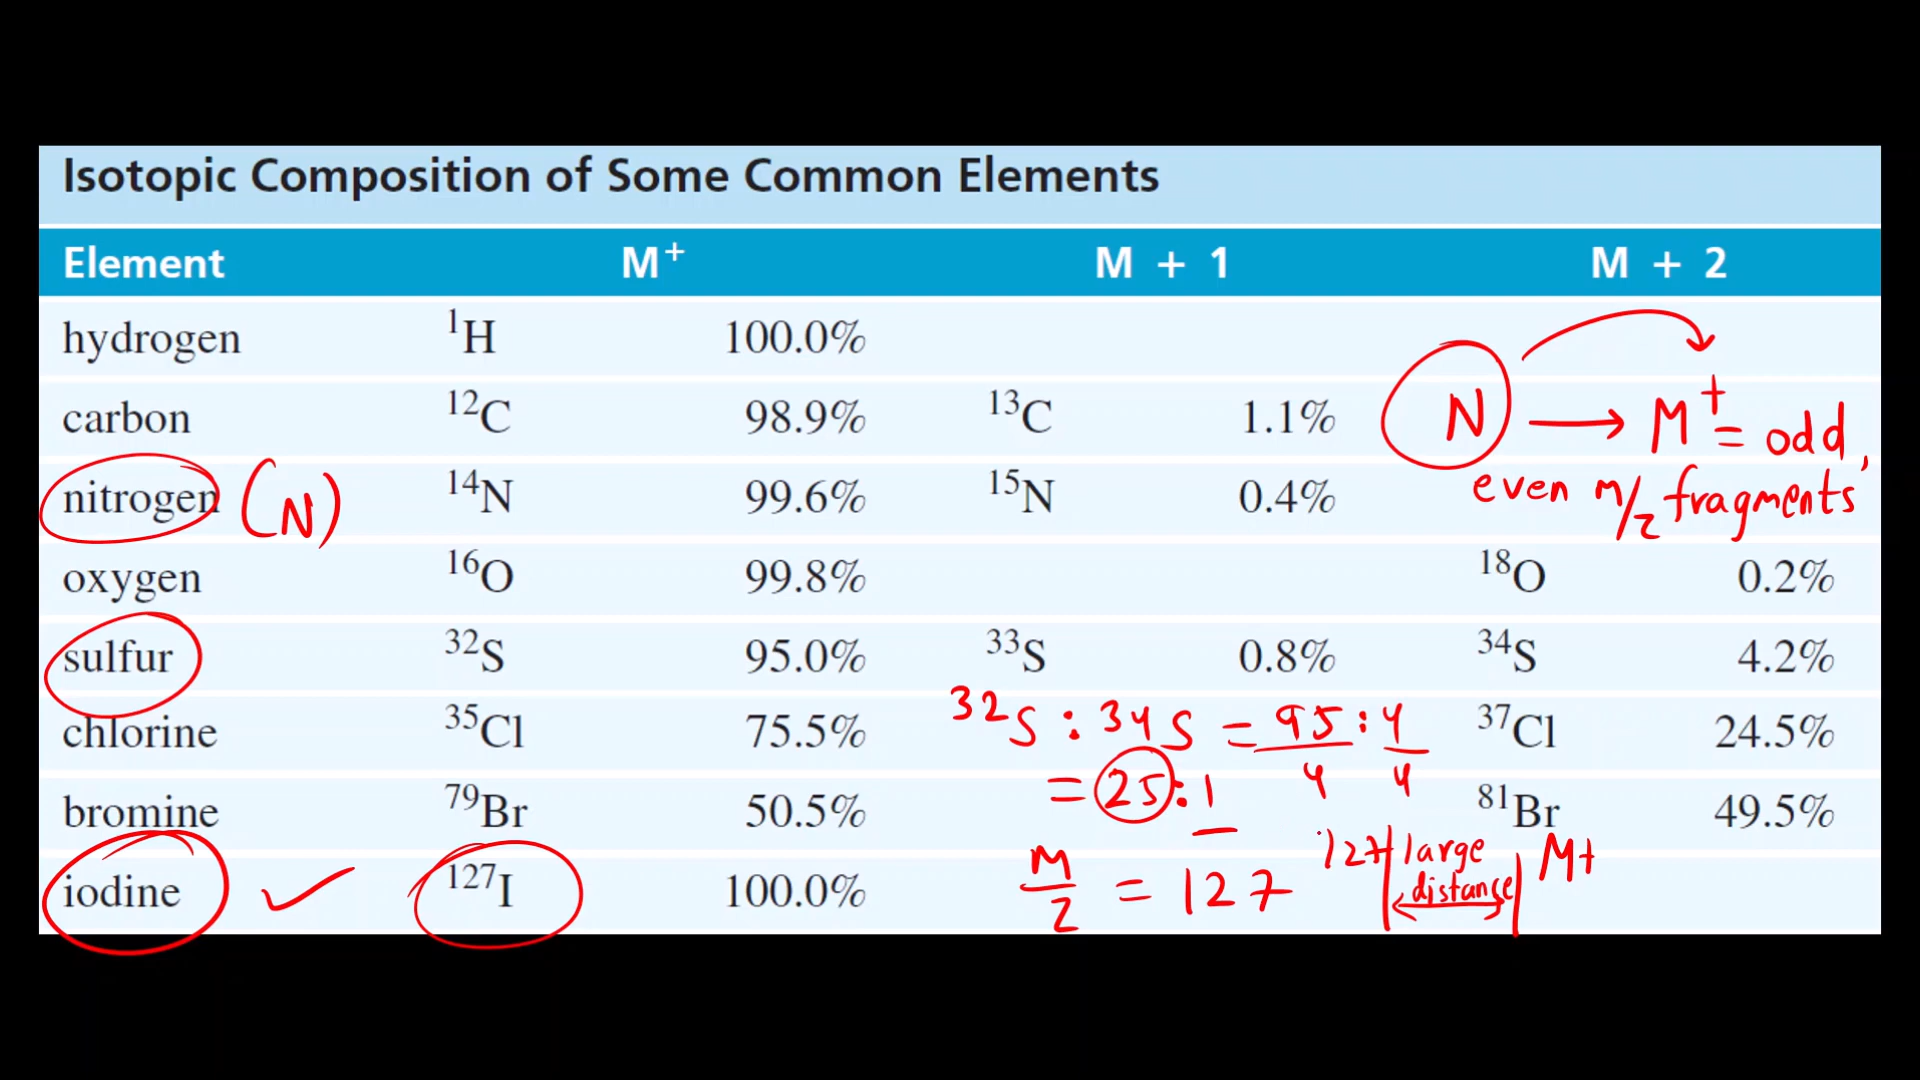 Isotopic Composition of Some Common Elements
Element M⁺ M + 1 M + 2
hydrogen ¹H 100.0%
carbon ¹²C 98.9% ¹³C 1.1%
N → M⁺ = odd,
even m/z fragments
nitrogen (N) ¹⁴N 99.6% ¹⁵N 0.4%
oxygen ¹⁶O 99.8% ¹⁸O 0.2%
sulfur ³²S 95.0% ³³S 0.8% ³⁴S 4.2%
³²S : ³⁴S = 95/4 : 4/4
= 25 : 1
chlorine ³⁵Cl 75.5% ³⁷Cl 24.5%
bromine ⁷⁹Br 50.5% ⁸¹Br 49.5%
iodine ✓ ¹²⁷I 100.0%
M/z = 127
127 large distance M+